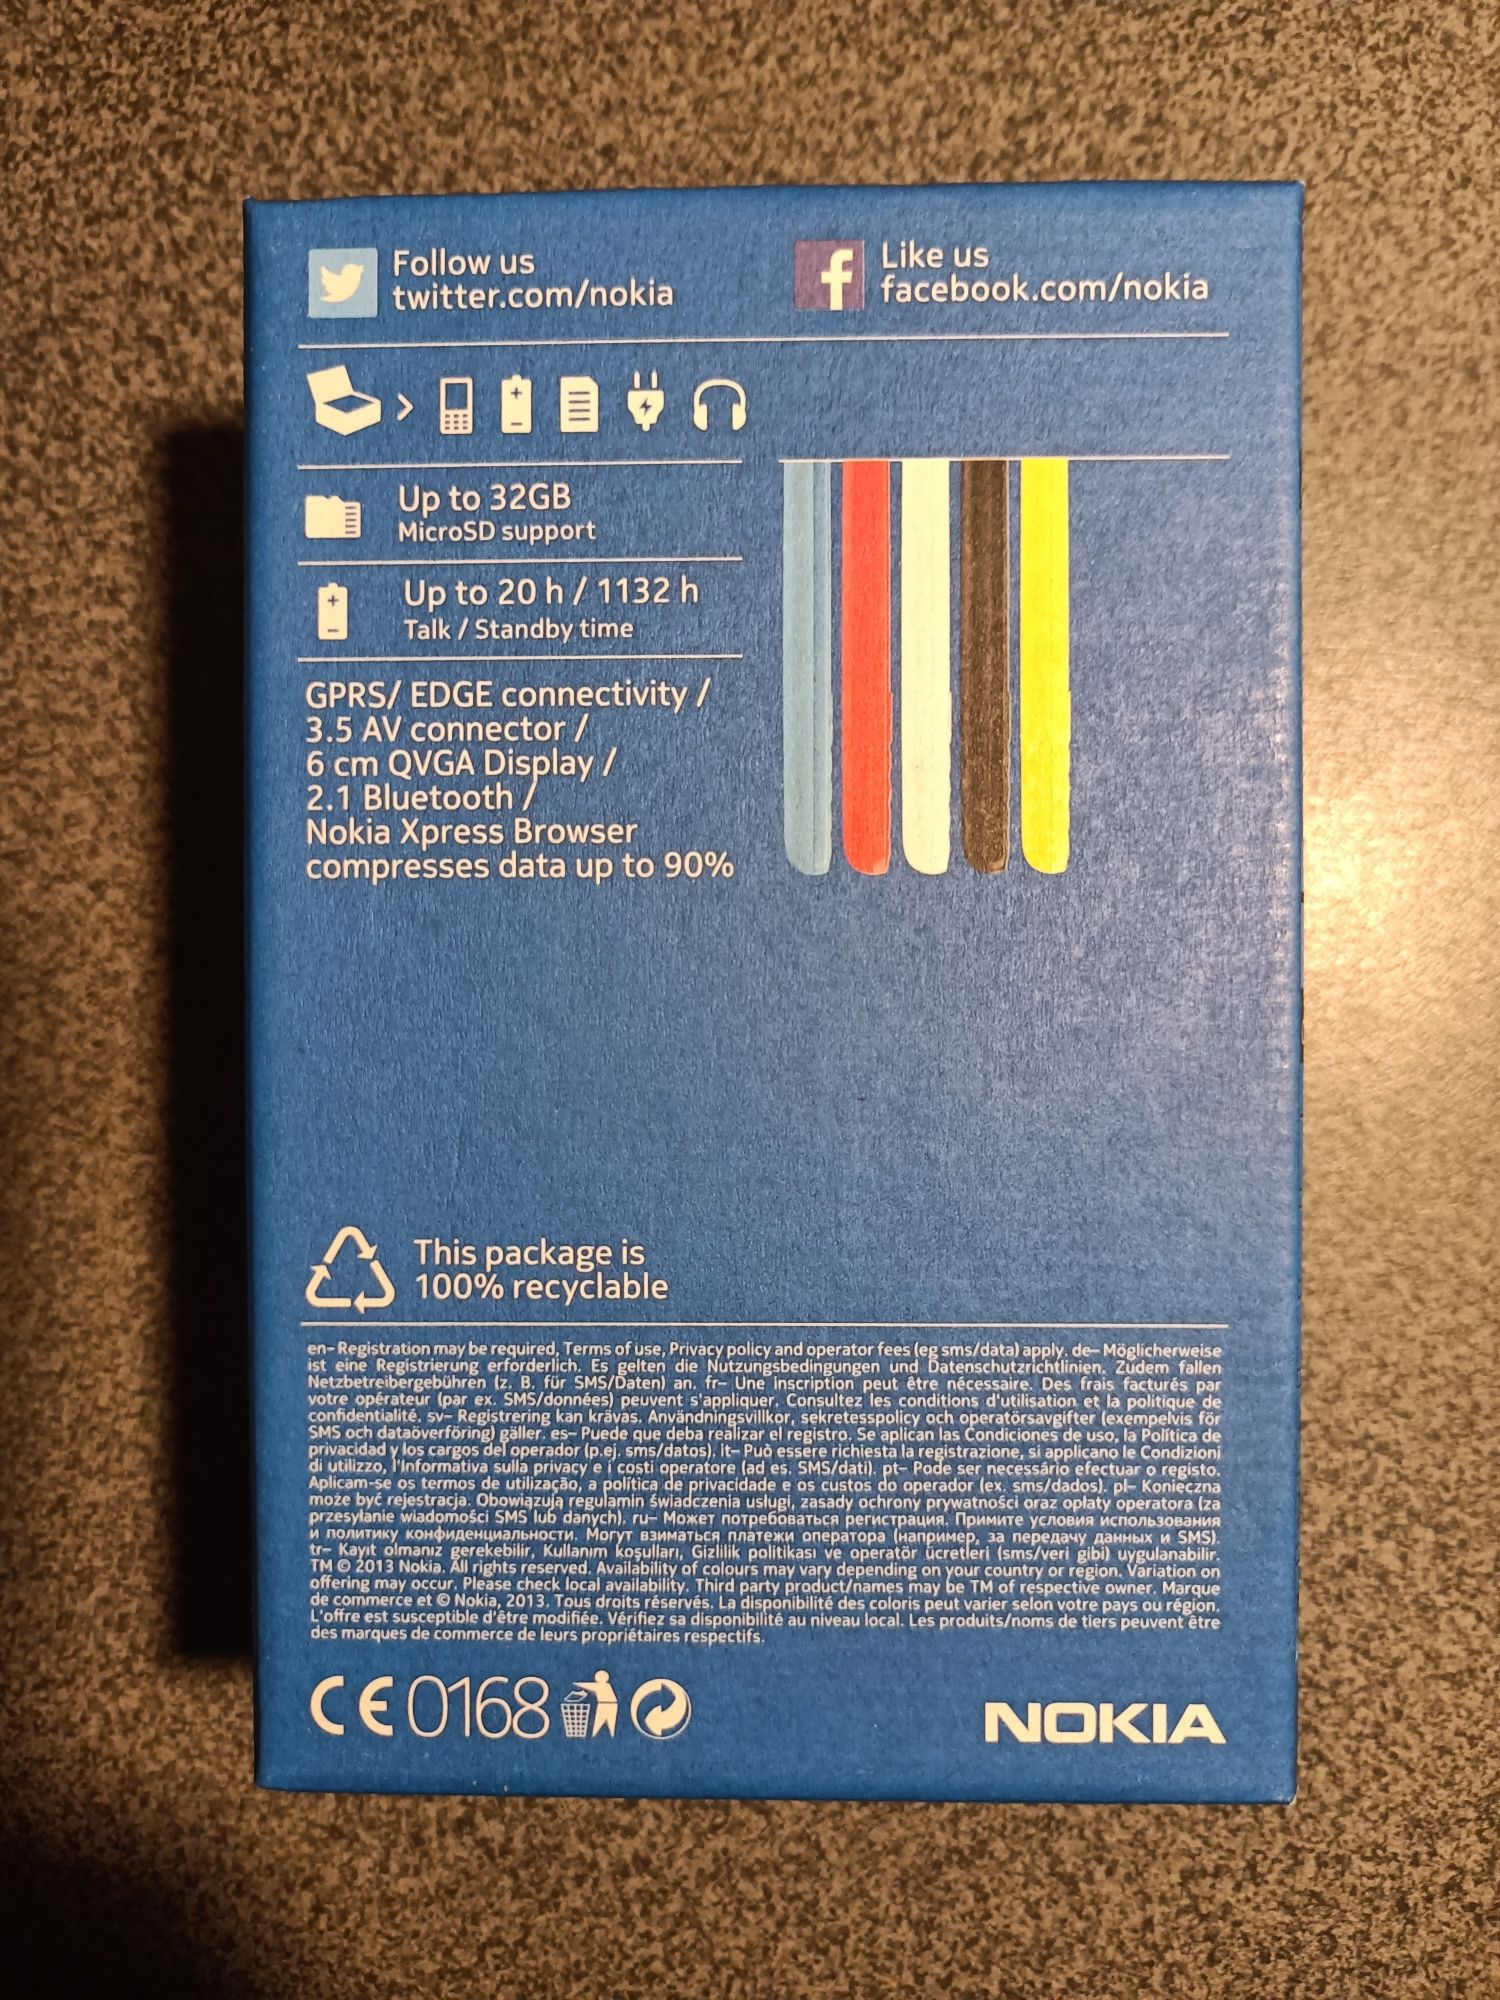 Follow us
twitter.com/nokia
Like us
facebook.com/nokia
Up to 32GB
MicroSD support
Up to 20 h / 1132 h
Talk / Standby time
GPRS/ EDGE connectivity /
3.5 AV connector /
6 cm QVGA Display /
2.1 Bluetooth /
Nokia Xpress Browser
compresses data up to 90%
This package is
100% recyclable
en– Registration may be required, Terms of use, Privacy policy and operator fees (eg sms/data) apply. de– Möglicherweise
ist eine Registrierung erforderlich. Es gelten die Nutzungsbedingungen und Datenschutzrichtlinien. Zudem fallen
Netzbetreibergebühren (z. B. für SMS/Daten) an. fr– Une inscription peut être nécessaire. Des frais facturés par
votre opérateur (par ex. SMS/données) peuvent s'appliquer. Consultez les conditions d'utilisation et la politique de
confidentialité. sv– Registrering kan krävas. Användningsvillkor, sekretesspolicy och operatörsavgifter (exempelvis för
SMS och dataöverföring) gäller. es– Puede que deba realizar el registro. Se aplican las Condiciones de uso, la Política de
privacidad y los cargos del operador (p.ej. sms/datos). it– Può essere richiesta la registrazione, si applicano le Condizioni
di utilizzo, l'Informativa sulla privacy e i costi operatore (ad es. SMS/dati). pt– Pode ser necessário efectuar o registo.
Aplicam-se os termos de utilização, a política de privacidade e os custos do operador (ex. sms/dados). pl– Konieczna
może być rejestracja. Obowiązują regulamin świadczenia usługi, zasady ochrony prywatności oraz opłaty operatora (za
przesyłanie wiadomości SMS lub danych). ru– Может потребоваться регистрация. Примите условия использования
и политику конфиденциальности. Могут взиматься платежи оператора (например, за передачу данных и SMS).
tr– Kayıt olmanız gerekebilir, Kullanım koşulları, Gizlilik politikası ve operatör ücretleri (sms/veri gibi) uygulanabilir.
TM © 2013 Nokia. All rights reserved. Availability of colours may vary depending on your country or region. Variation on
offering may occur. Please check local availability. Third party product/names may be TM of respective owner. Marque
de commerce et © Nokia, 2013. Tous droits réservés. La disponibilité des coloris peut varier selon votre pays ou région.
L'offre est susceptible d'être modifiée. Vérifiez sa disponibilité au niveau local. Les produits/noms de tiers peuvent être
des marques de commerce de leurs propriétaires respectifs.
CE 0168
NOKIA